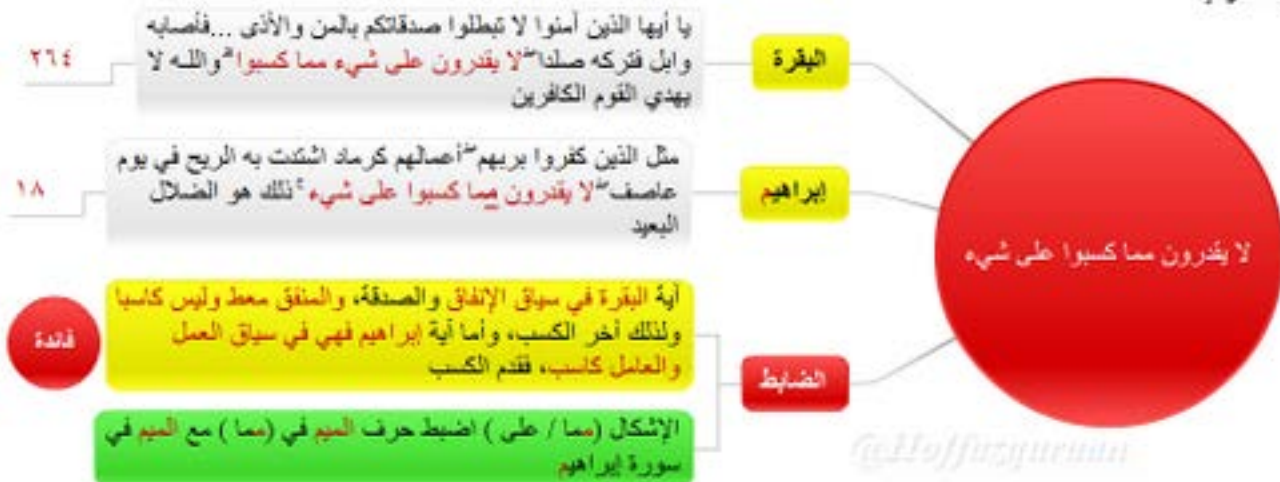 لا يقدرون مما كسبوا على شيء
البقرة
يا أيها الذين آمنوا لا تبطلوا صدقاتكم بالمن والأذى ...فأصابه
وابل فتركه صلدا ۖ لا يقدرون على شيء مما كسبوا ۗ والله لا
يهدي القوم الكافرين
٢٦٤
إبراهيم
مثل الذين كفروا بربهم ۖ أعمالهم كرماد اشتدت به الريح في يوم
عاصف ۖ لا يقدرون مما كسبوا على شيء ۚ ذلك هو الضلال
البعيد
١٨
الضابط
آية البقرة في سياق الإنفاق والصدقة، والمنفق معط وليس كاسبا
ولذلك أخر الكسب، وأما آية إبراهيم فهي في سياق العمل
والعامل كاسب، فقدم الكسب
فائدة
الإشكال (مما / على ) اضبط حرف الميم في (مما ) مع الميم في
سورة إبراهيم
@Hoffazquraan